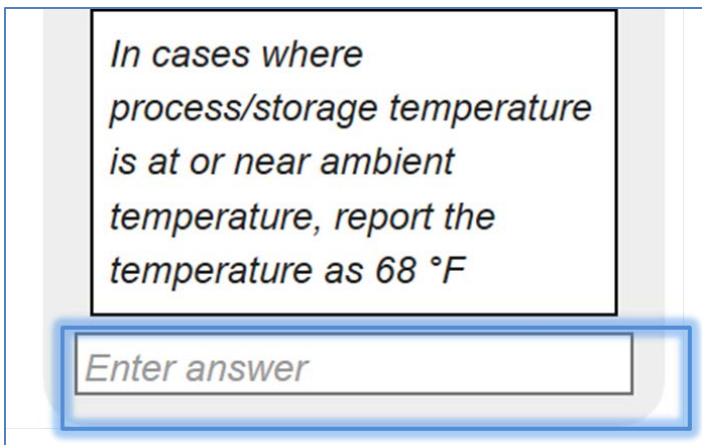 In cases where
process/storage temperature
is at or near ambient
temperature, report the
temperature as 68 °F
Enter answer